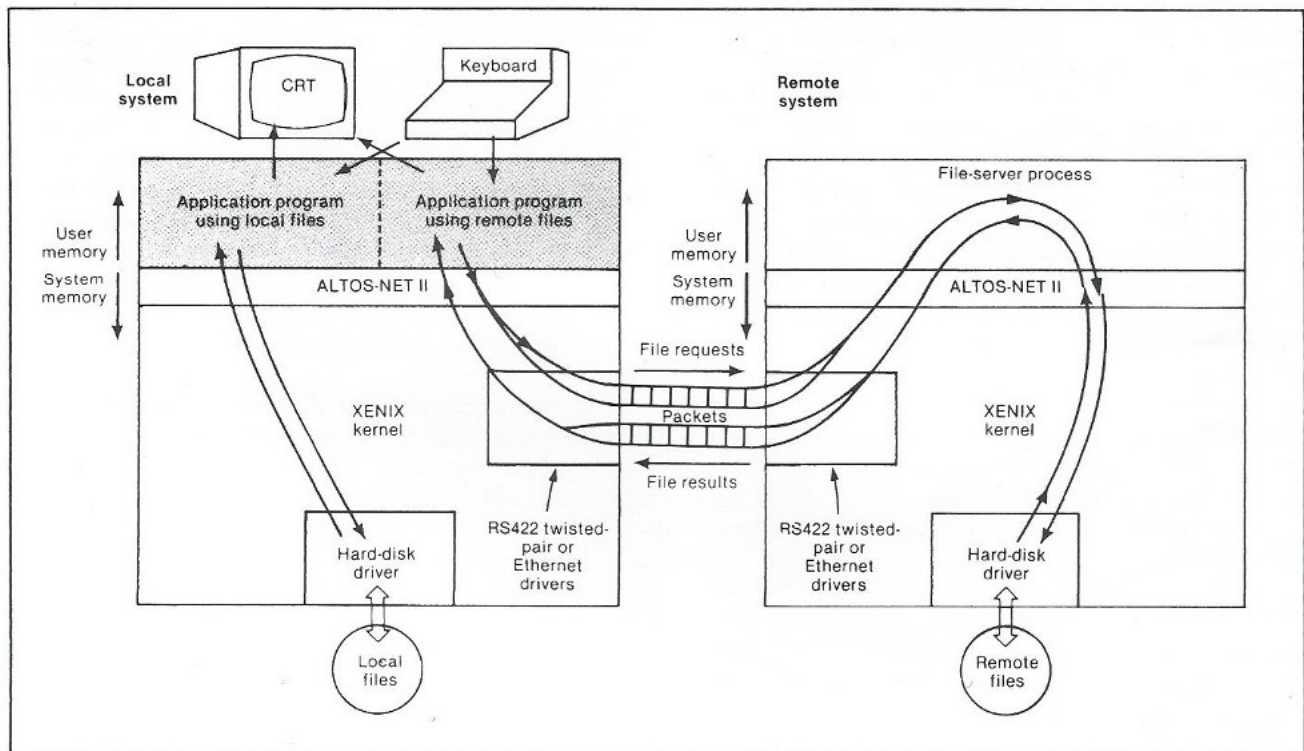 Local
system
CRT
Keyboard
Remote
system
Application program
using local files
Application program
using remote files
File-server process
User
memory
System
memory
ALTOS-NET II
User
memory
System
memory
ALTOS-NET II
File requests
Packets
File results
XENIX
kernel
XENIX
kernel
RS422 twisted-
pair or
Ethernet
drivers
RS422 twisted-
pair or
Ethernet
drivers
Hard-disk
driver
Hard-disk
driver
Local
files
Remote
files